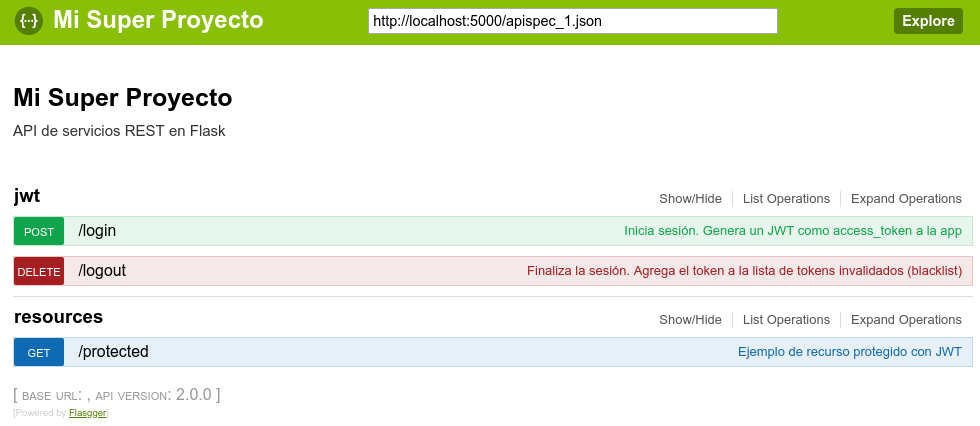 {···} Mi Super Proyecto http://localhost:5000/apispec_1.json Explore
Mi Super Proyecto
API de servicios REST en Flask
jwt Show/Hide List Operations Expand Operations
POST /login Inicia sesión. Genera un JWT como access_token a la app
DELETE /logout Finaliza la sesión. Agrega el token a la lista de tokens invalidados (blacklist)
resources Show/Hide List Operations Expand Operations
GET /protected Ejemplo de recurso protegido con JWT
[ BASE URL: , API VERSION: 2.0.0 ]
[Powered by Flasgger]